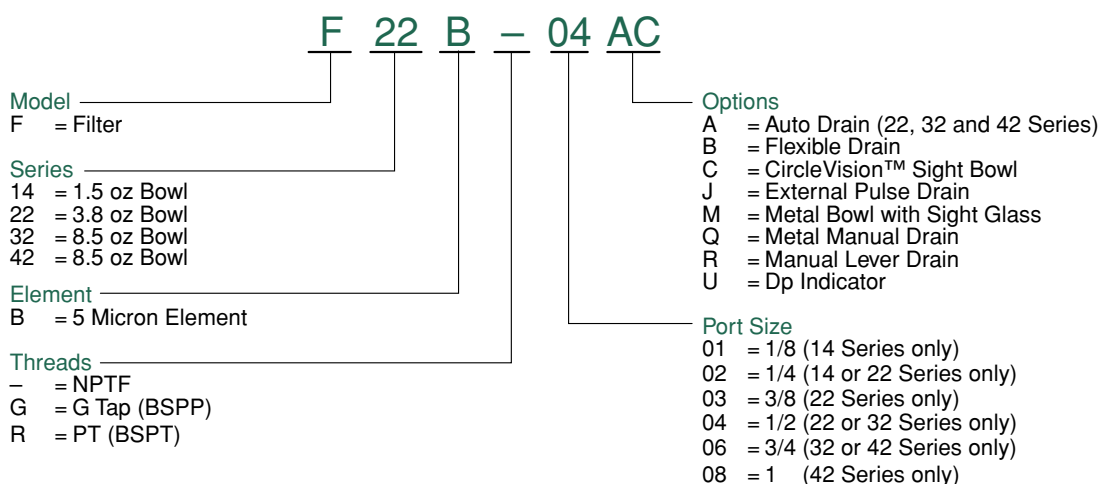 F 22 B – 04 AC
Model
F = Filter
Series
14 = 1.5 oz Bowl
22 = 3.8 oz Bowl
32 = 8.5 oz Bowl
42 = 8.5 oz Bowl
Element
B = 5 Micron Element
Threads
– = NPTF
G = G Tap (BSPP)
R = PT (BSPT)
Options
A = Auto Drain (22, 32 and 42 Series)
B = Flexible Drain
C = CircleVision™ Sight Bowl
J = External Pulse Drain
M = Metal Bowl with Sight Glass
Q = Metal Manual Drain
R = Manual Lever Drain
U = Dp Indicator
Port Size
01 = 1/8 (14 Series only)
02 = 1/4 (14 or 22 Series only)
03 = 3/8 (22 Series only)
04 = 1/2 (22 or 32 Series only)
06 = 3/4 (32 or 42 Series only)
08 = 1 (42 Series only)